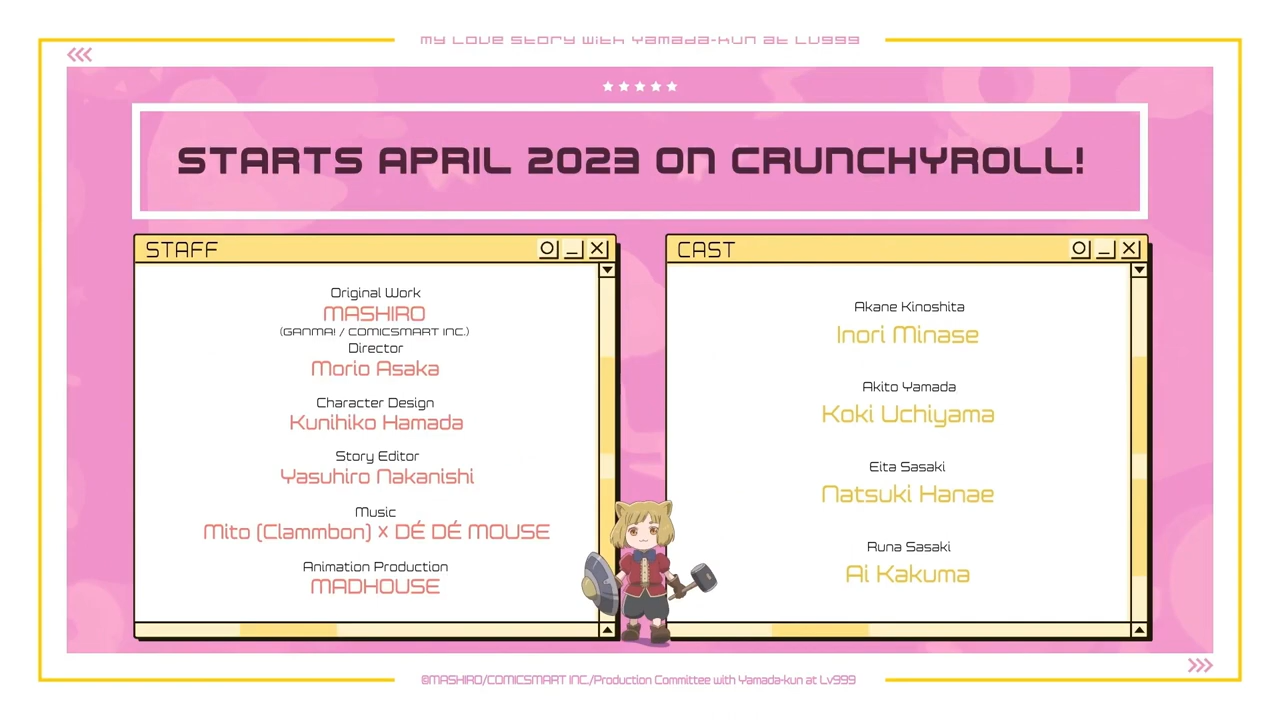 my Love Story with Yamada-kun at Lv999
STARTS APRIL 2023 ON CRUNCHYROLL!
STAFF
Original Work
MASHIRO
(GANMA! / COMICSMART INC.)
Director
Morio Asaka
Character Design
Kunihiko Hamada
Story Editor
Yasuhiro Nakanishi
Music
Mito (Clammbon) × DÉ DÉ MOUSE
Animation Production
MADHOUSE
CAST
Akane Kinoshita
Inori Minase
Akito Yamada
Koki Uchiyama
Eita Sasaki
Natsuki Hanae
Runa Sasaki
Ai Kakuma
©MASHIRO/COMICSMART INC./Production Committee with Yamada-kun at Lv999